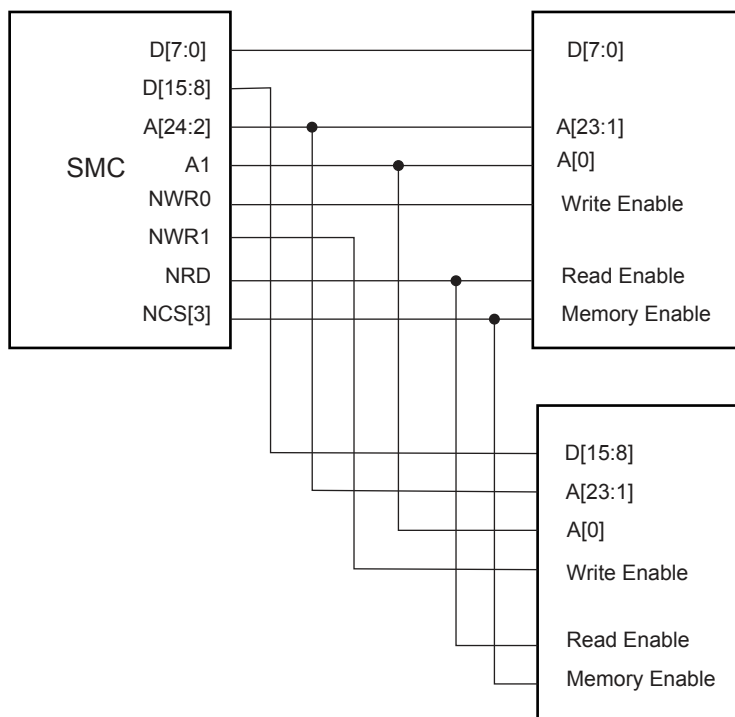 SMC
D[7:0]
D[15:8]
A[24:2]
A1
NWR0
NWR1
NRD
NCS[3]
D[7:0]
A[23:1]
A[0]
Write Enable
Read Enable
Memory Enable
D[15:8]
A[23:1]
A[0]
Write Enable
Read Enable
Memory Enable